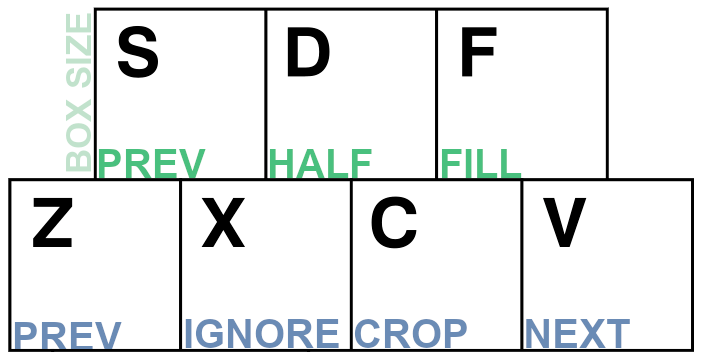 BOX SIZE
S D F
PREV HALF FILL
Z X C V
PREV IGNORE CROP NEXT